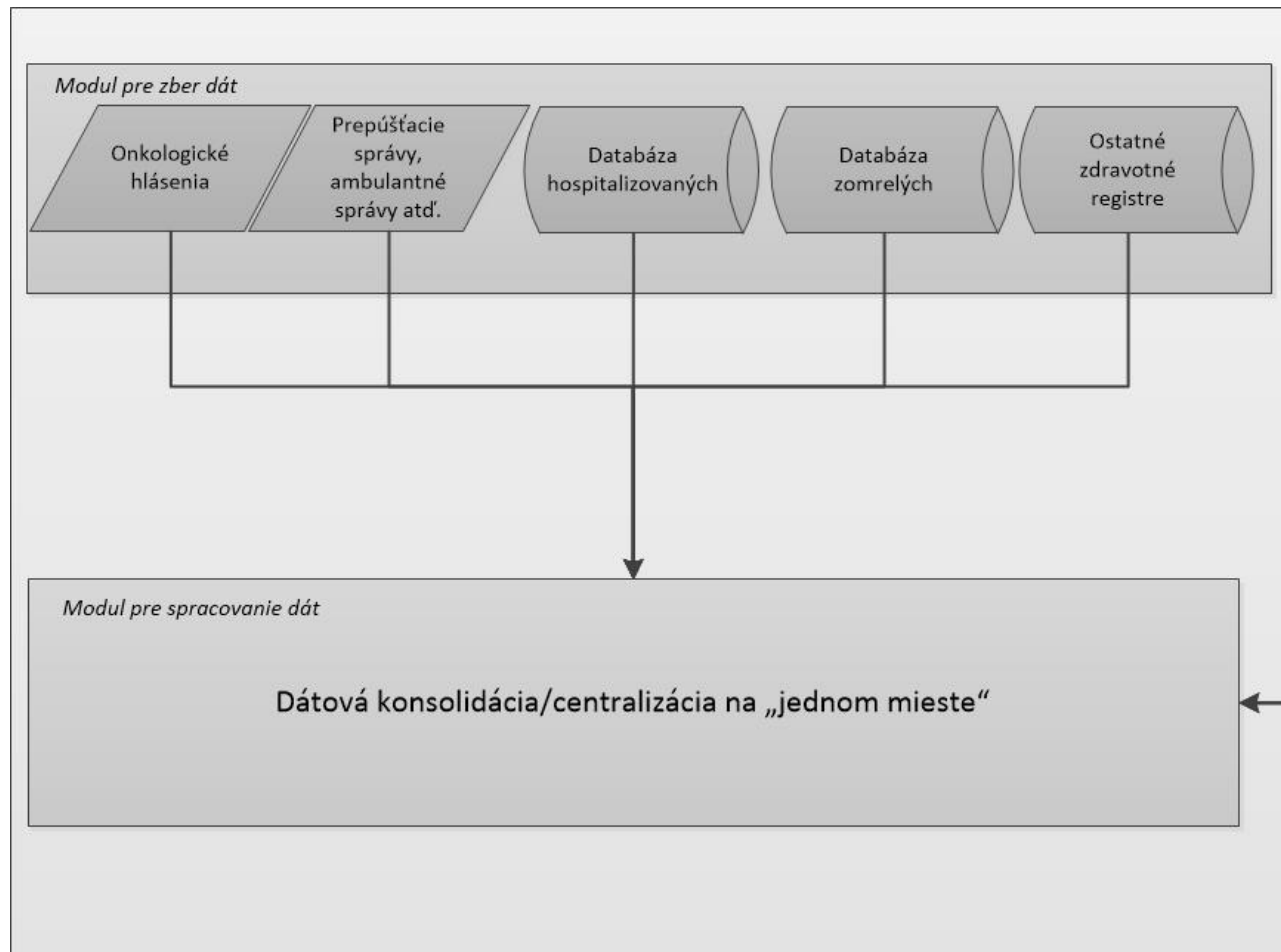 Modul pre zber dát
Onkologické
hlásenia
Prepúšťacie
správy,
ambulantné
správy atď.
Databáza
hospitalizovaných
Databáza
zomrelých
Ostatné
zdravotné
registre
Modul pre spracovanie dát
Dátová konsolidácia/centralizácia na „jednom mieste“